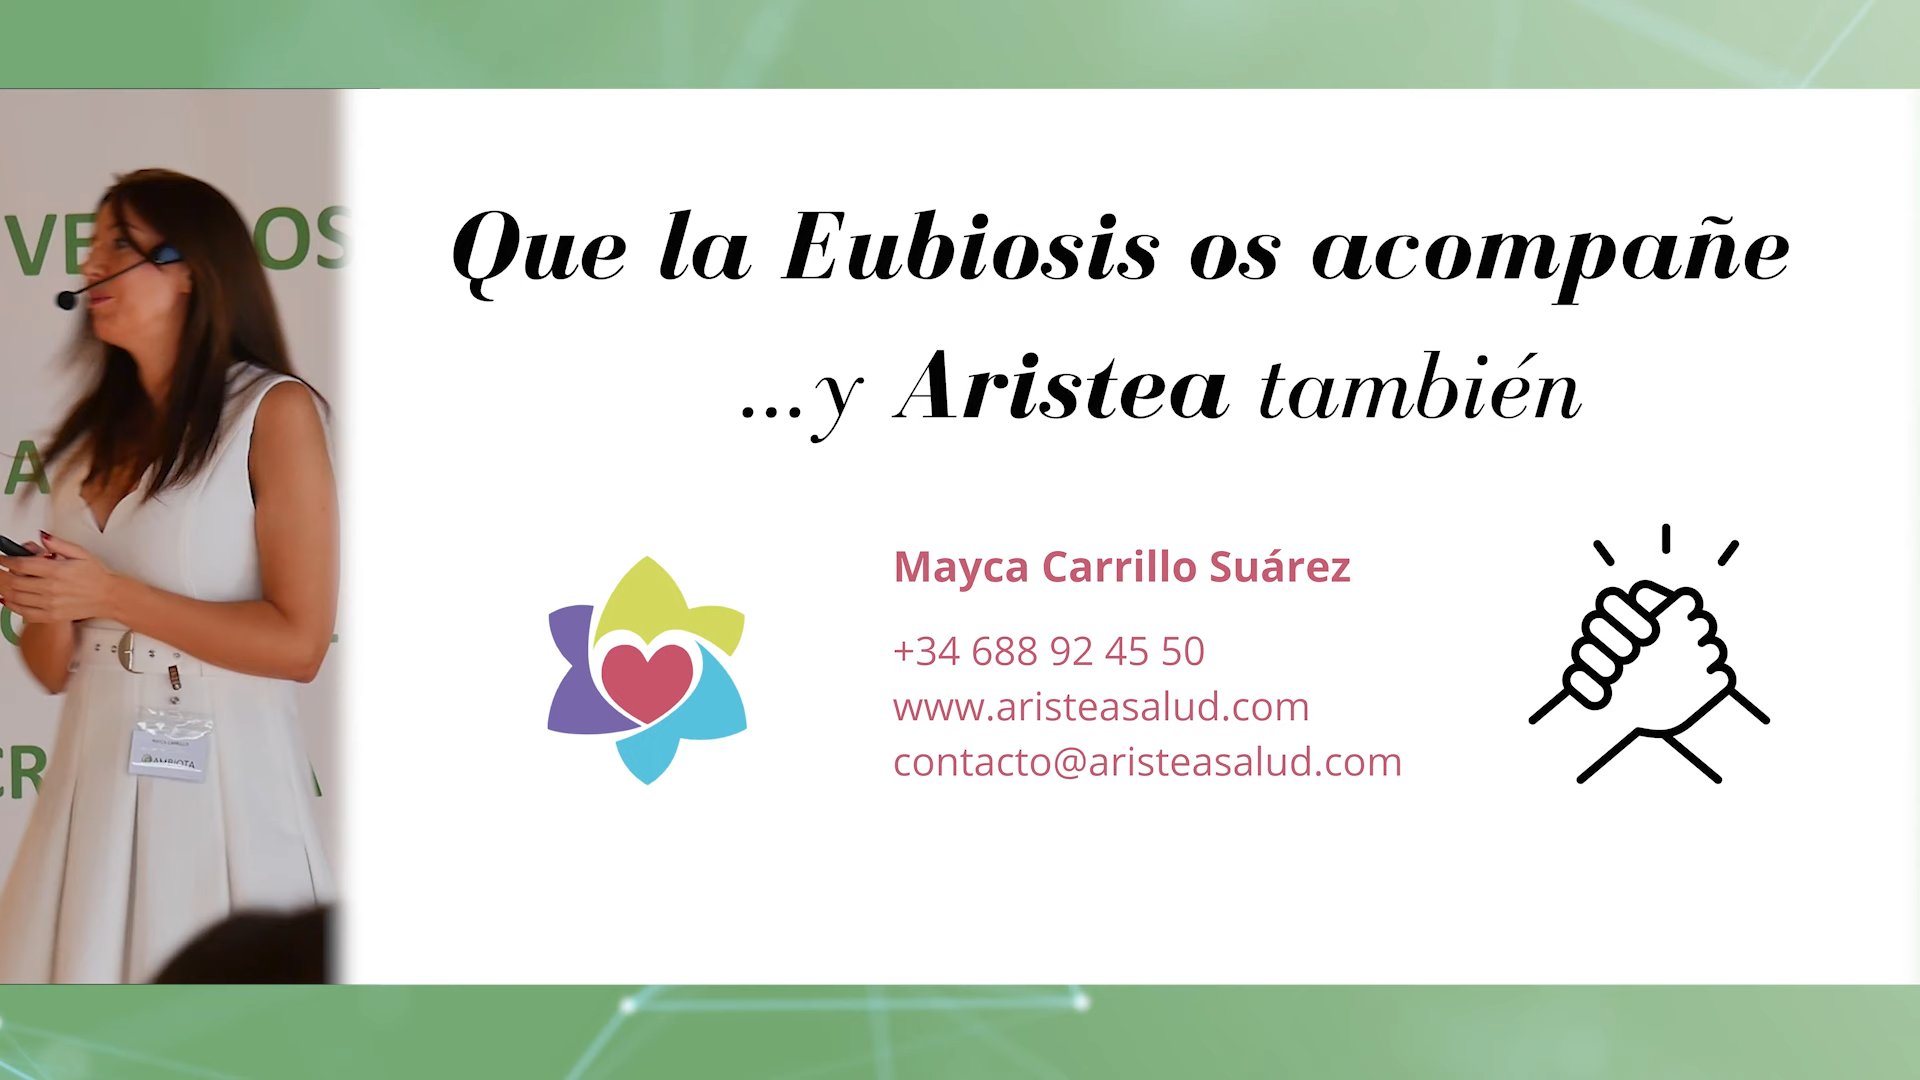 Que la Eubiosis os acompañe
...y Aristea también
Mayca Carrillo Suárez
+34 688 92 45 50
www.aristeasalud.com
contacto@aristeasalud.com
AMBIOTA